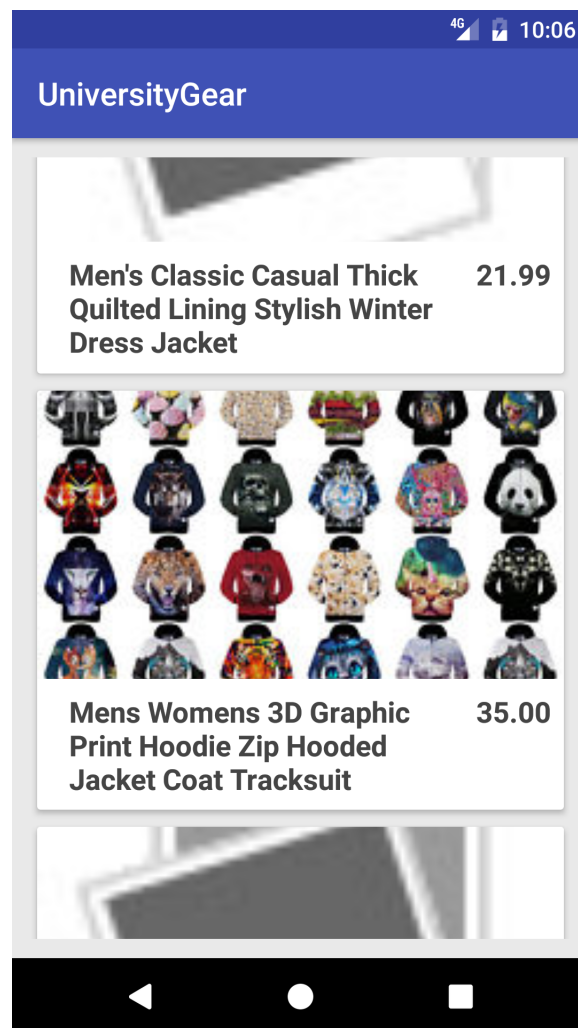 4G 10:06
UniversityGear
Men's Classic Casual Thick 21.99
Quilted Lining Stylish Winter
Dress Jacket
Mens Womens 3D Graphic 35.00
Print Hoodie Zip Hooded
Jacket Coat Tracksuit